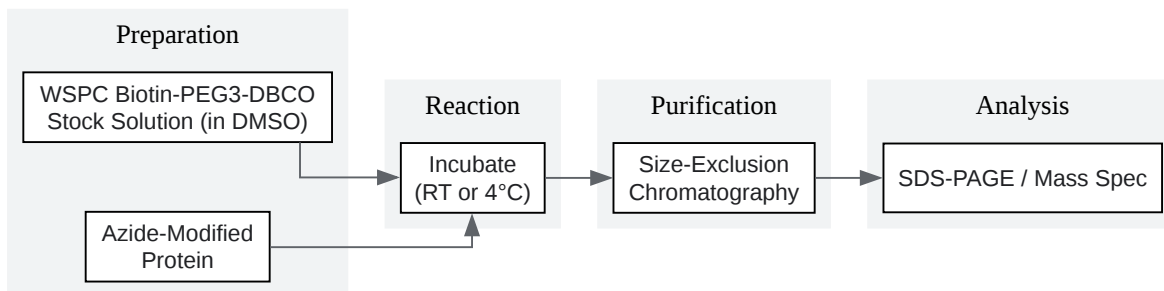 Preparation
WSPC Biotin-PEG3-DBCO
Stock Solution (in DMSO)
Azide-Modified
Protein
Reaction
Incubate
(RT or 4°C)
Purification
Size-Exclusion
Chromatography
Analysis
SDS-PAGE / Mass Spec